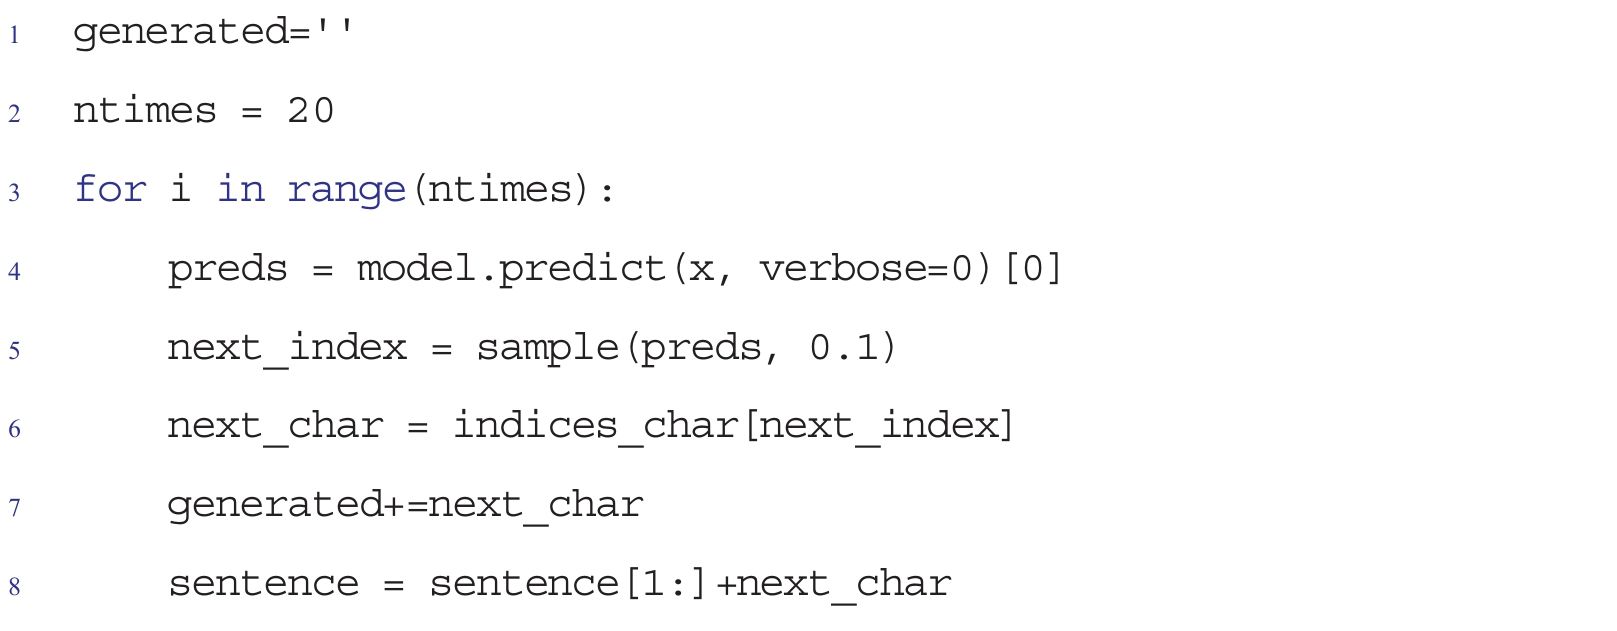 1 generated=''
2 ntimes = 20
3 for i in range(ntimes):
4     preds = model.predict(x, verbose=0)[0]
5     next_index = sample(preds, 0.1)
6     next_char = indices_char[next_index]
7     generated+=next_char
8     sentence = sentence[1:]+next_char